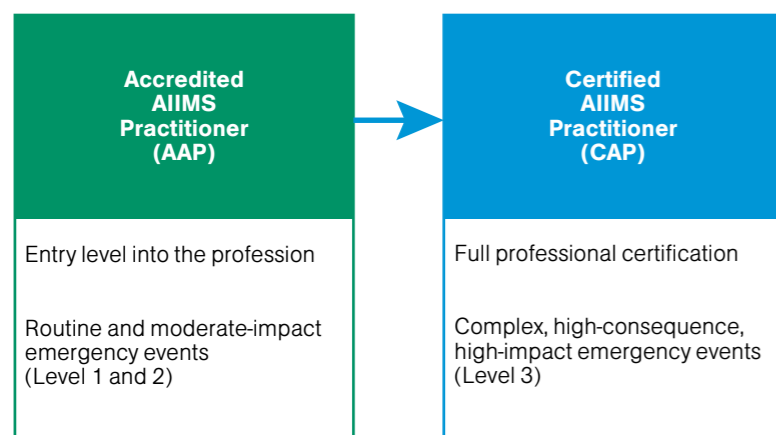 Accredited
AIIMS
Practitioner
(AAP)
Entry level into the profession
Routine and moderate-impact
emergency events
(Level 1 and 2)
Certified
AIIMS
Practitioner
(CAP)
Full professional certification
Complex, high-consequence,
high-impact emergency events
(Level 3)